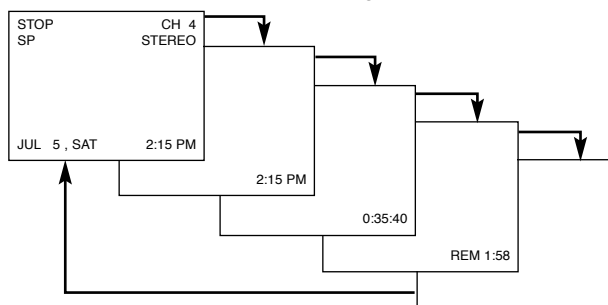 STOP CH 4
SP STEREO
JUL 5 , SAT 2:15 PM
2:15 PM
0:35:40
REM 1:58